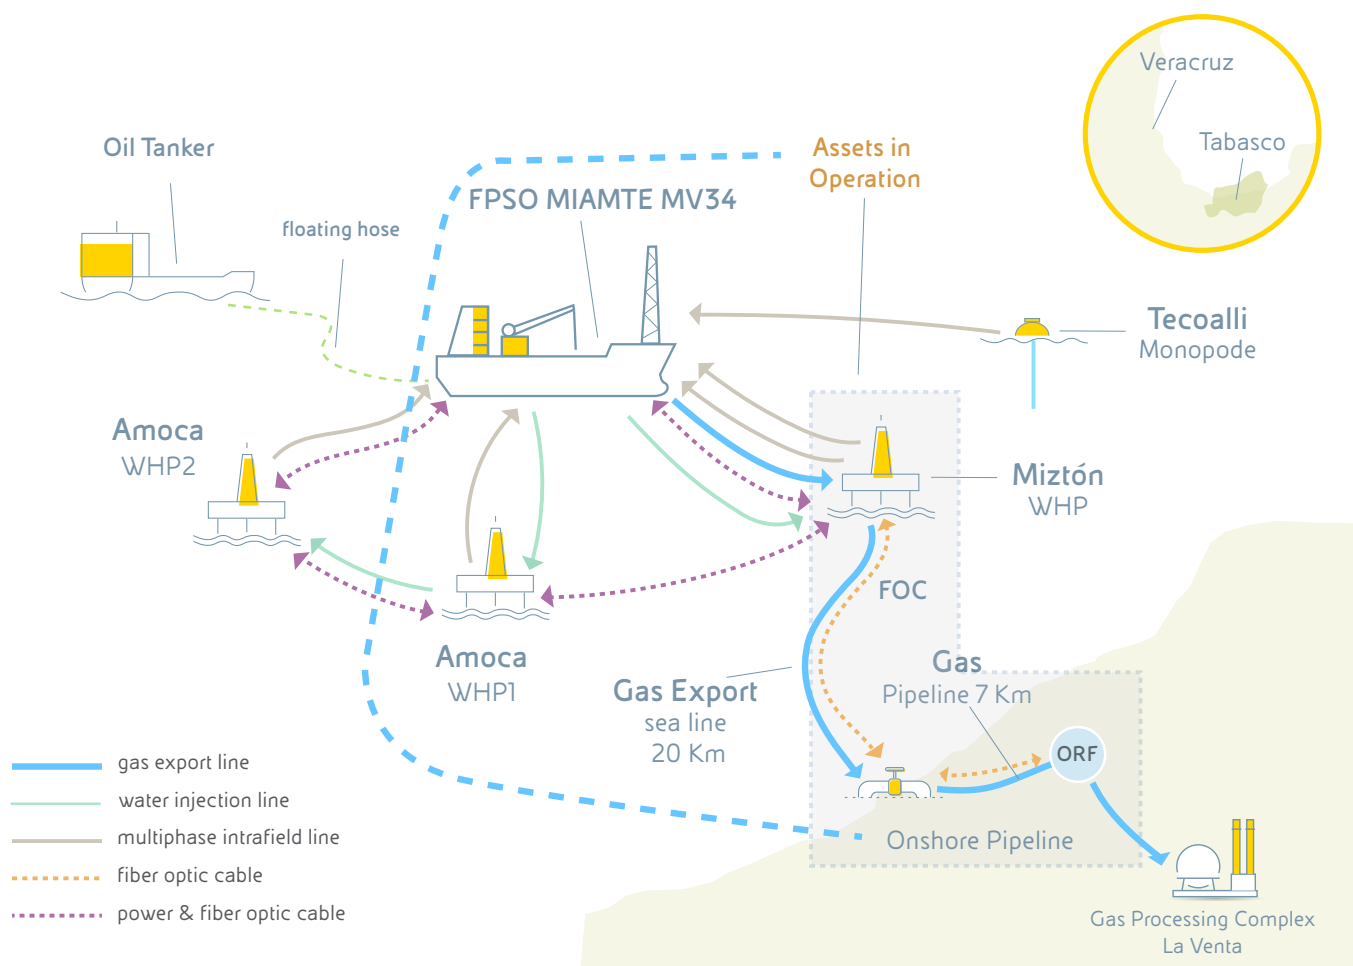 Veracruz
Tabasco
Oil Tanker
Assets in
Operation
FPSO MIAMTE MV34
floating hose
Tecoalli
Monopode
Amoca
WHP2
Miztón
WHP
FOC
Amoca
WHP1
Gas
Pipeline 7 Km
Gas Export
sea line
20 Km
ORF
Onshore Pipeline
gas export line
water injection line
multiphase intrafield line
fiber optic cable
power & fiber optic cable
Gas Processing Complex
La Venta